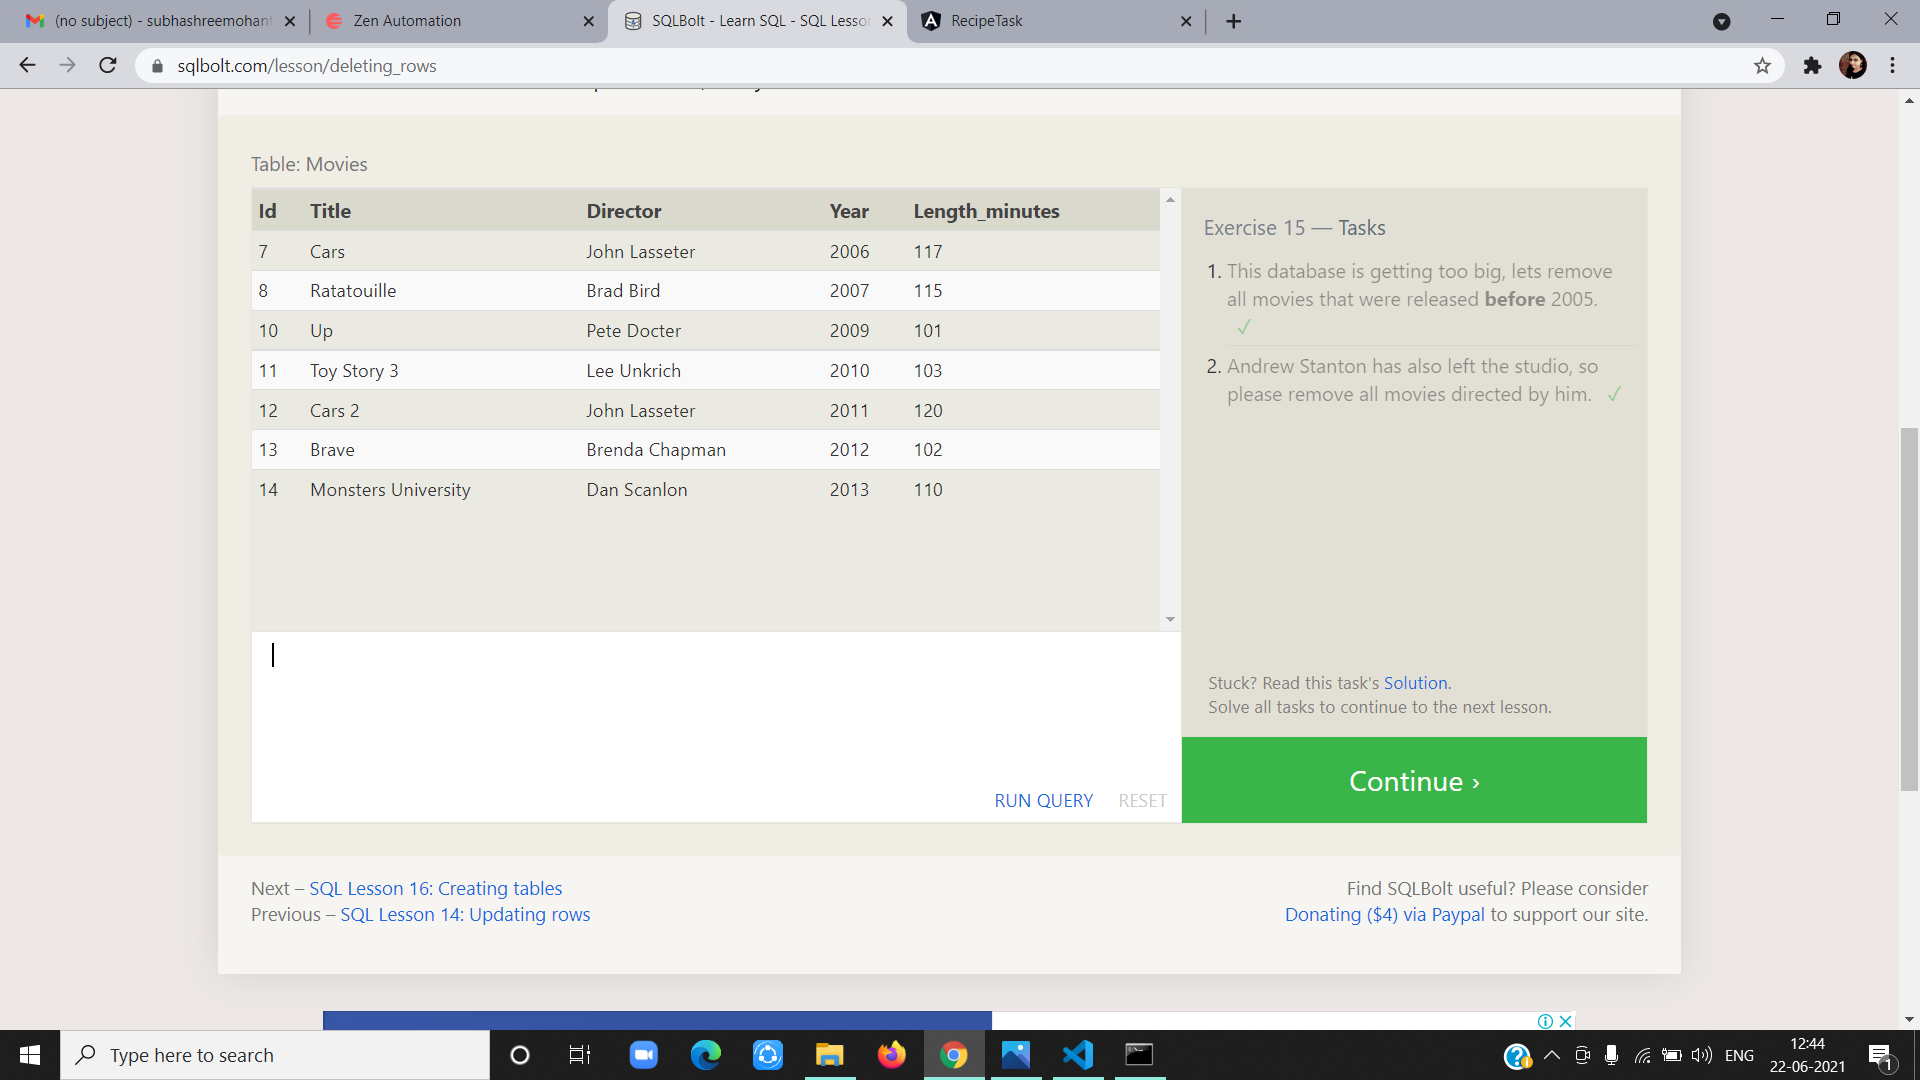 (no subject) - subhashreemohant
Zen Automation
SQLBolt - Learn SQL - SQL Lesso
RecipeTask
sqlbolt.com/lesson/deleting_rows
Table: Movies
Id Title Director Year Length_minutes
7 Cars John Lasseter 2006 117
8 Ratatouille Brad Bird 2007 115
10 Up Pete Docter 2009 101
11 Toy Story 3 Lee Unkrich 2010 103
12 Cars 2 John Lasseter 2011 120
13 Brave Brenda Chapman 2012 102
14 Monsters University Dan Scanlon 2013 110
Exercise 15 — Tasks
1. This database is getting too big, lets remove
all movies that were released before 2005.
✓
2. Andrew Stanton has also left the studio, so
please remove all movies directed by him. ✓
Stuck? Read this task's Solution.
Solve all tasks to continue to the next lesson.
RUN QUERY RESET
Continue ›
Next – SQL Lesson 16: Creating tables
Previous – SQL Lesson 14: Updating rows
Find SQLBolt useful? Please consider
Donating ($4) via Paypal to support our site.
Type here to search
ENG
12:44
22-06-2021
1